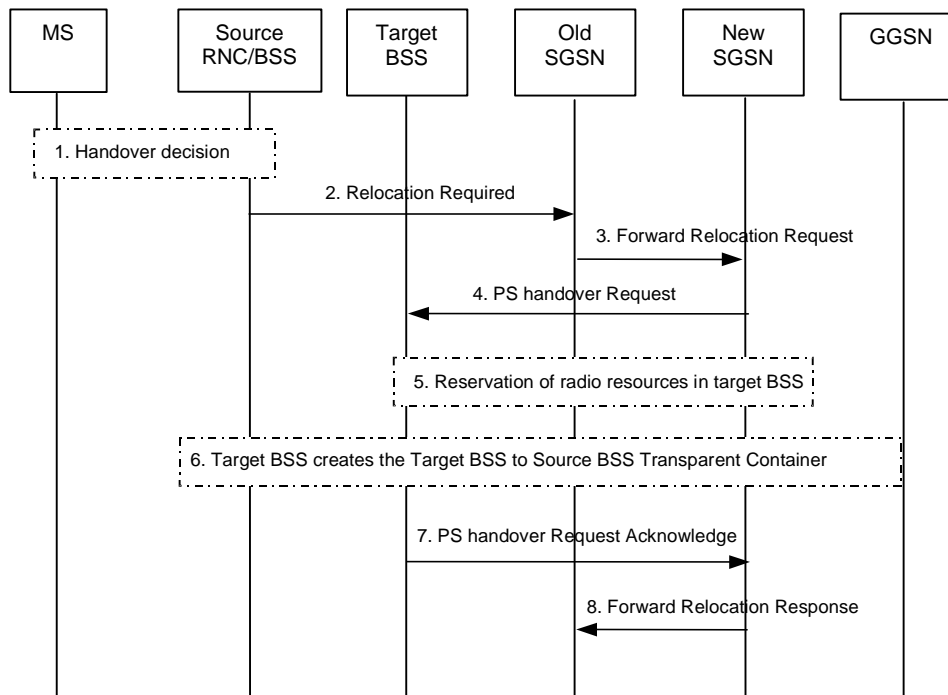 MS
Source
RNC/BSS
Target
BSS
Old
SGSN
New
SGSN
GGSN
1. Handover decision
2. Relocation Required
3. Forward Relocation Request
4. PS handover Request
5. Reservation of radio resources in target BSS
6. Target BSS creates the Target BSS to Source BSS Transparent Container
7. PS handover Request Acknowledge
8. Forward Relocation Response